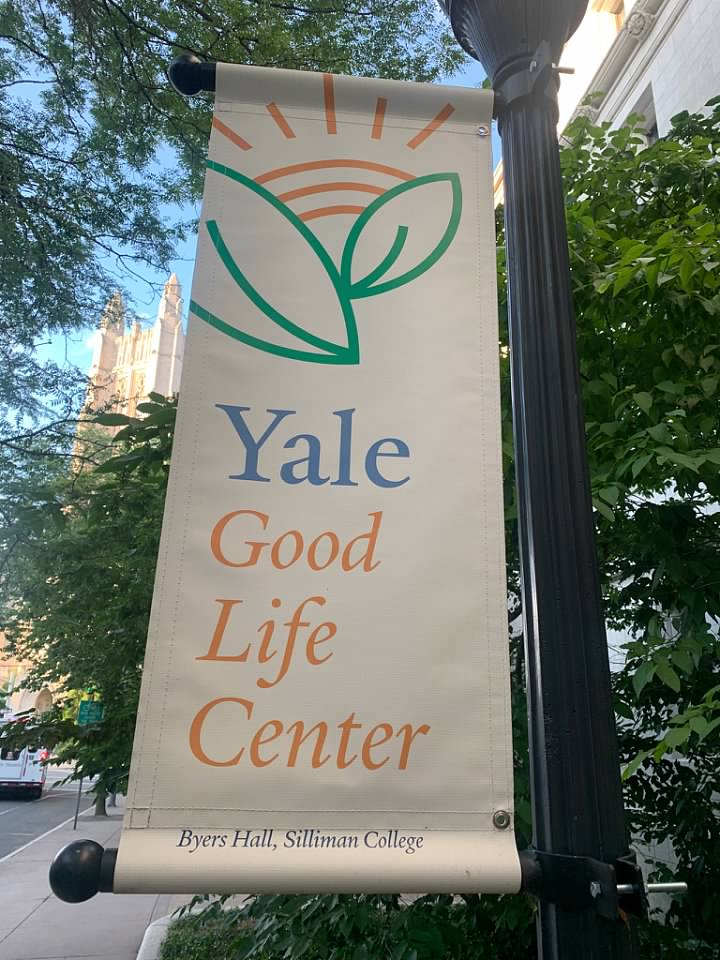 Yale
Good
Life
Center
Byers Hall, Silliman College